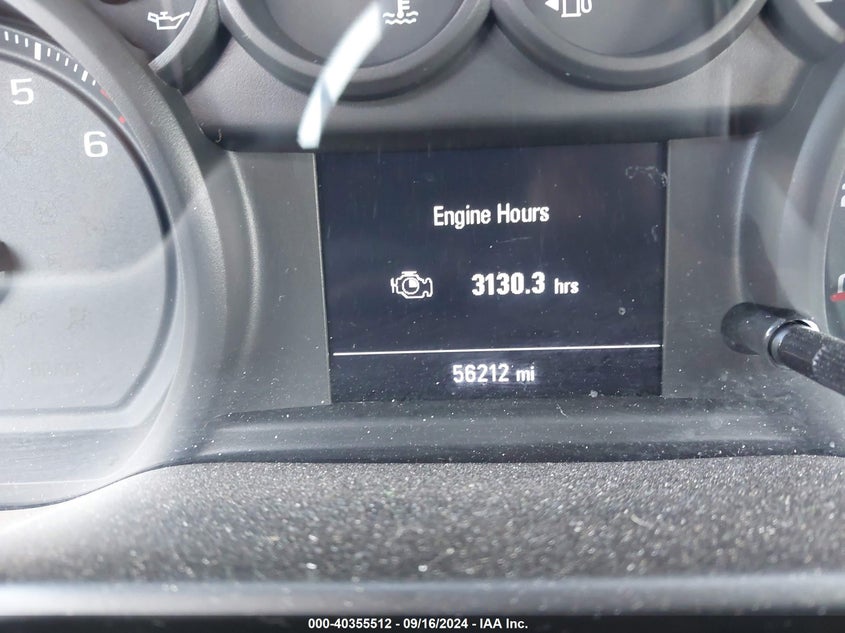 5
6
Engine Hours
3130.3 hrs
56212 mi
000-40355512 - 09/16/2024 - IAA Inc.